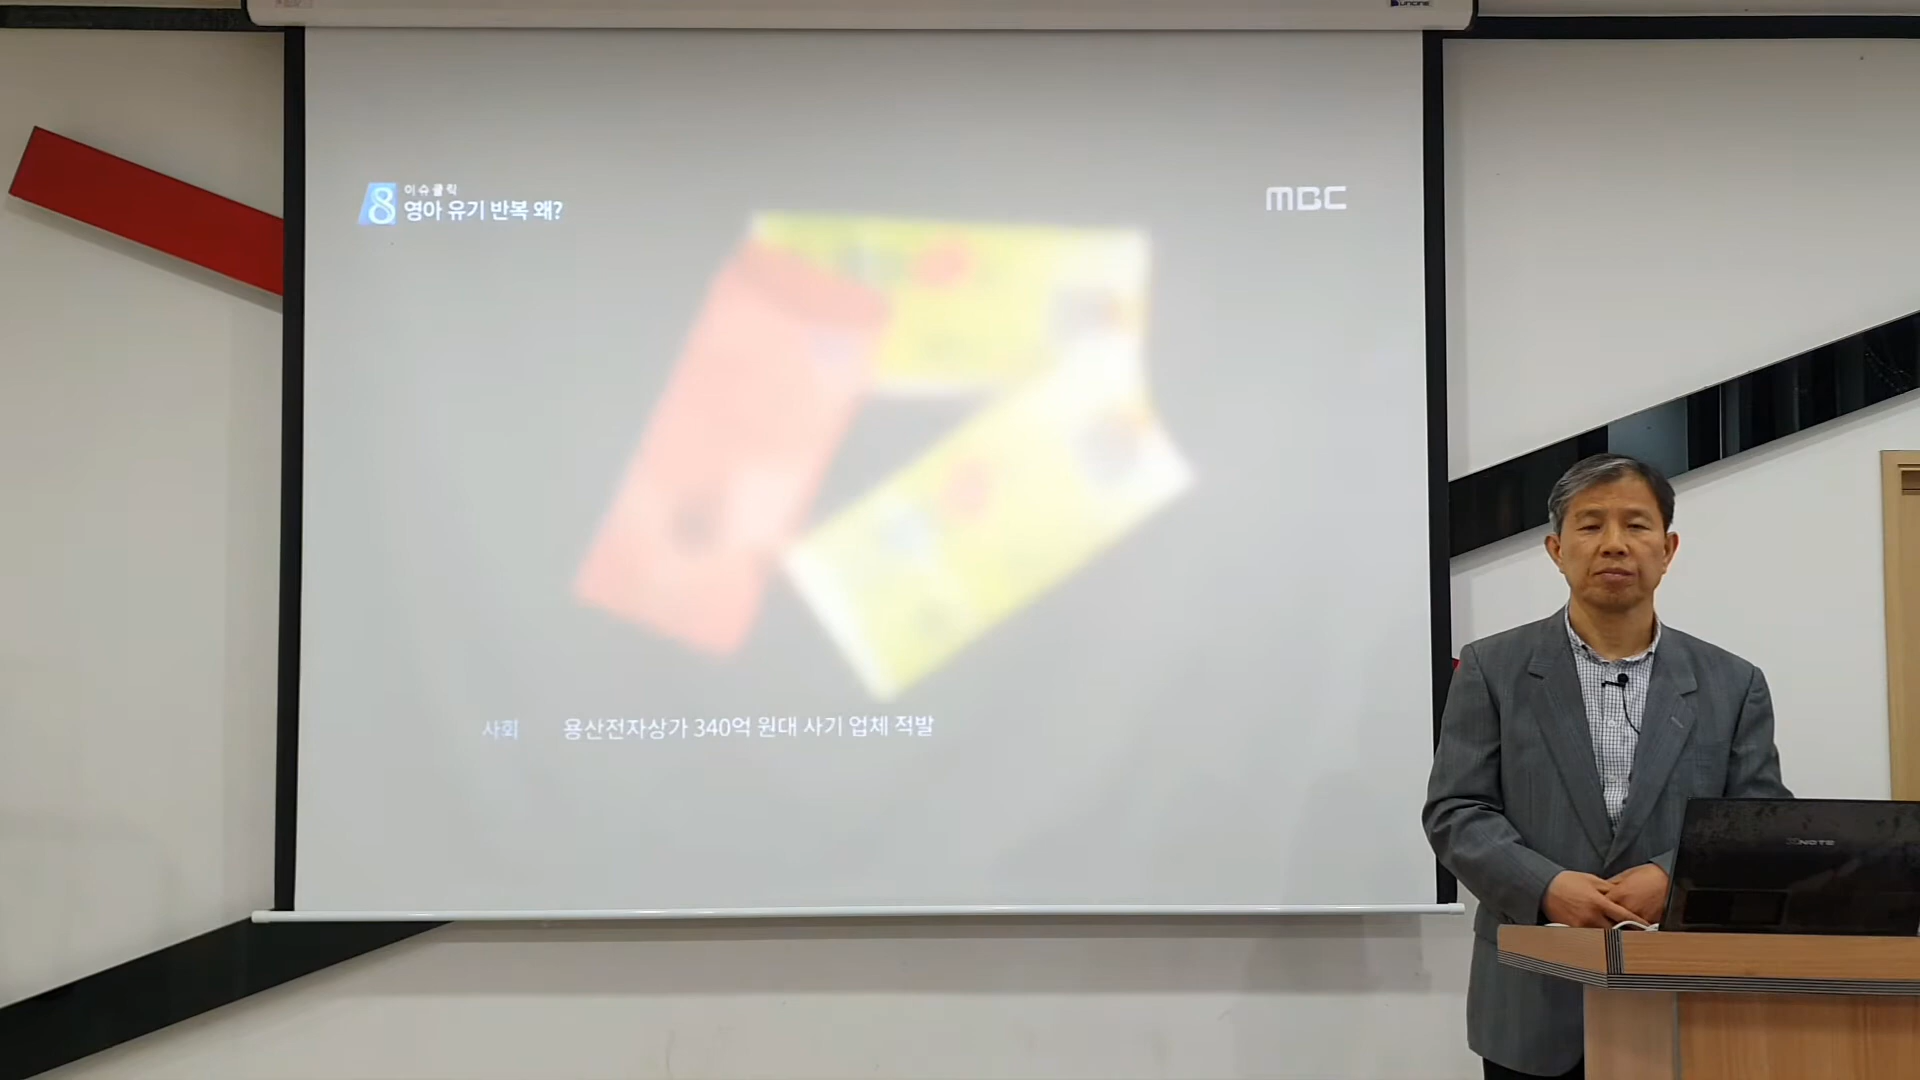 8
이슈클릭
영아 유기 반복 왜?
MBC
사회 용산전자상가 340억 원대 사기 업체 적발
XNOTE